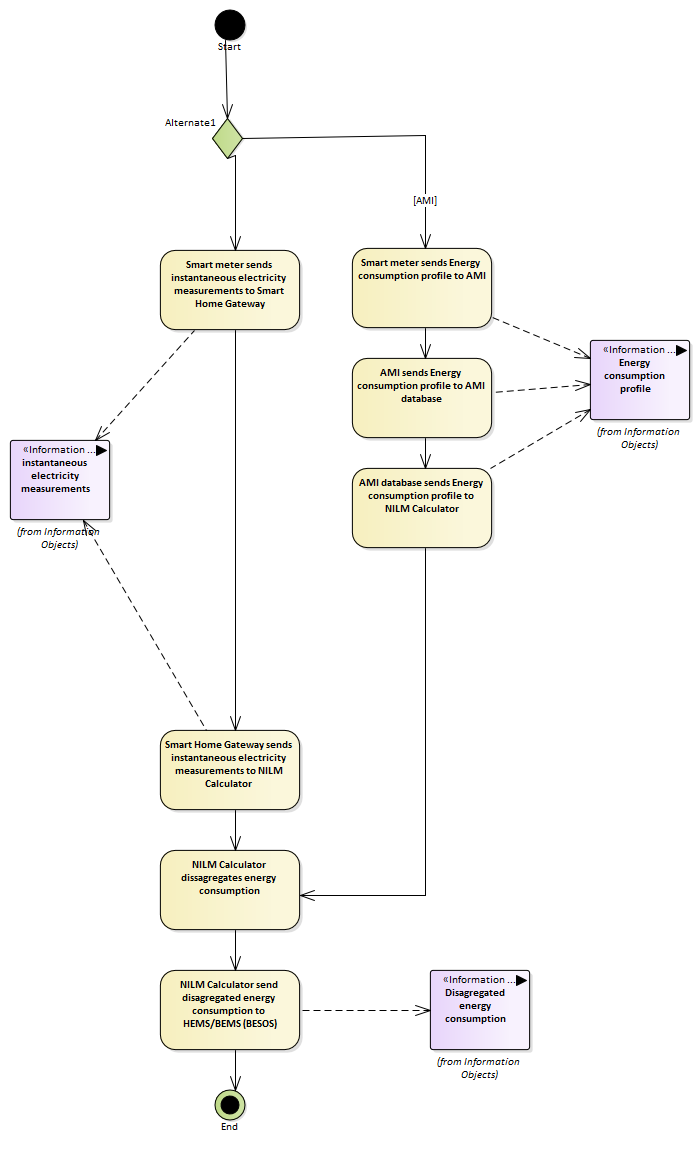 Start
Alternate1
[AMI]
Smart meter sends
instantaneous electricity
measurements to Smart
Home Gateway
Smart meter sends Energy
consumption profile to AMI
«Information ...
Energy
consumption
profile
(from Information
Objects)
AMI sends Energy
consumption profile to AMI
database
«Information ...
instantaneous
electricity
measurements
(from Information
Objects)
AMI database sends Energy
consumption profile to
NILM Calculator
Smart Home Gateway sends
instantaneous electricity
measurements to NILM
Calculator
NILM Calculator
dissagregates energy
consumption
NILM Calculator send
disagregated energy
consumption to
HEMS/BEMS (BESOS)
«Information ...
Disagregated
energy
consumption
(from Information
Objects)
End